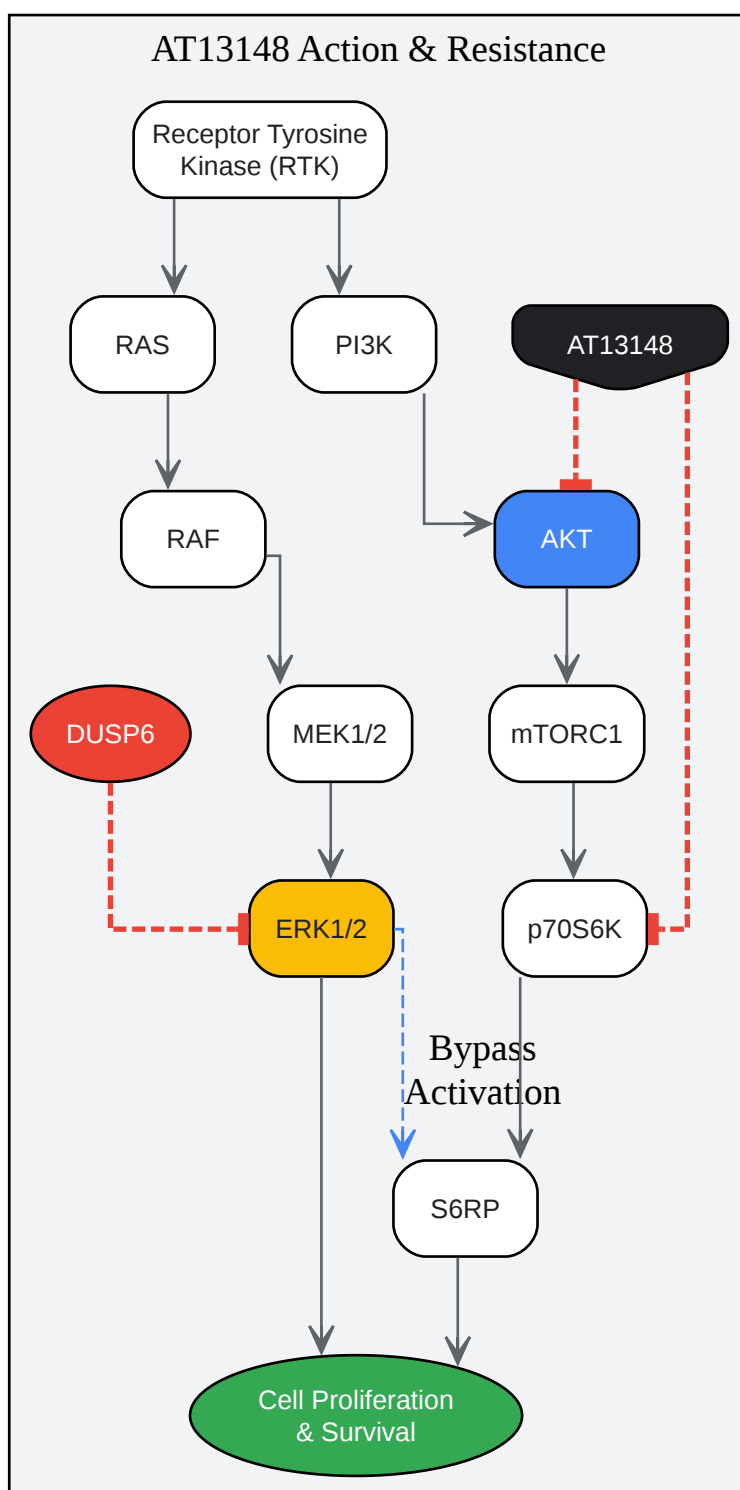 AT13148 Action & Resistance
Receptor Tyrosine
Kinase (RTK)
RAS
PI3K
AT13148
RAF
AKT
DUSP6
MEK1/2
mTORC1
ERK1/2
p70S6K
Bypass
Activation
S6RP
Cell Proliferation
& Survival